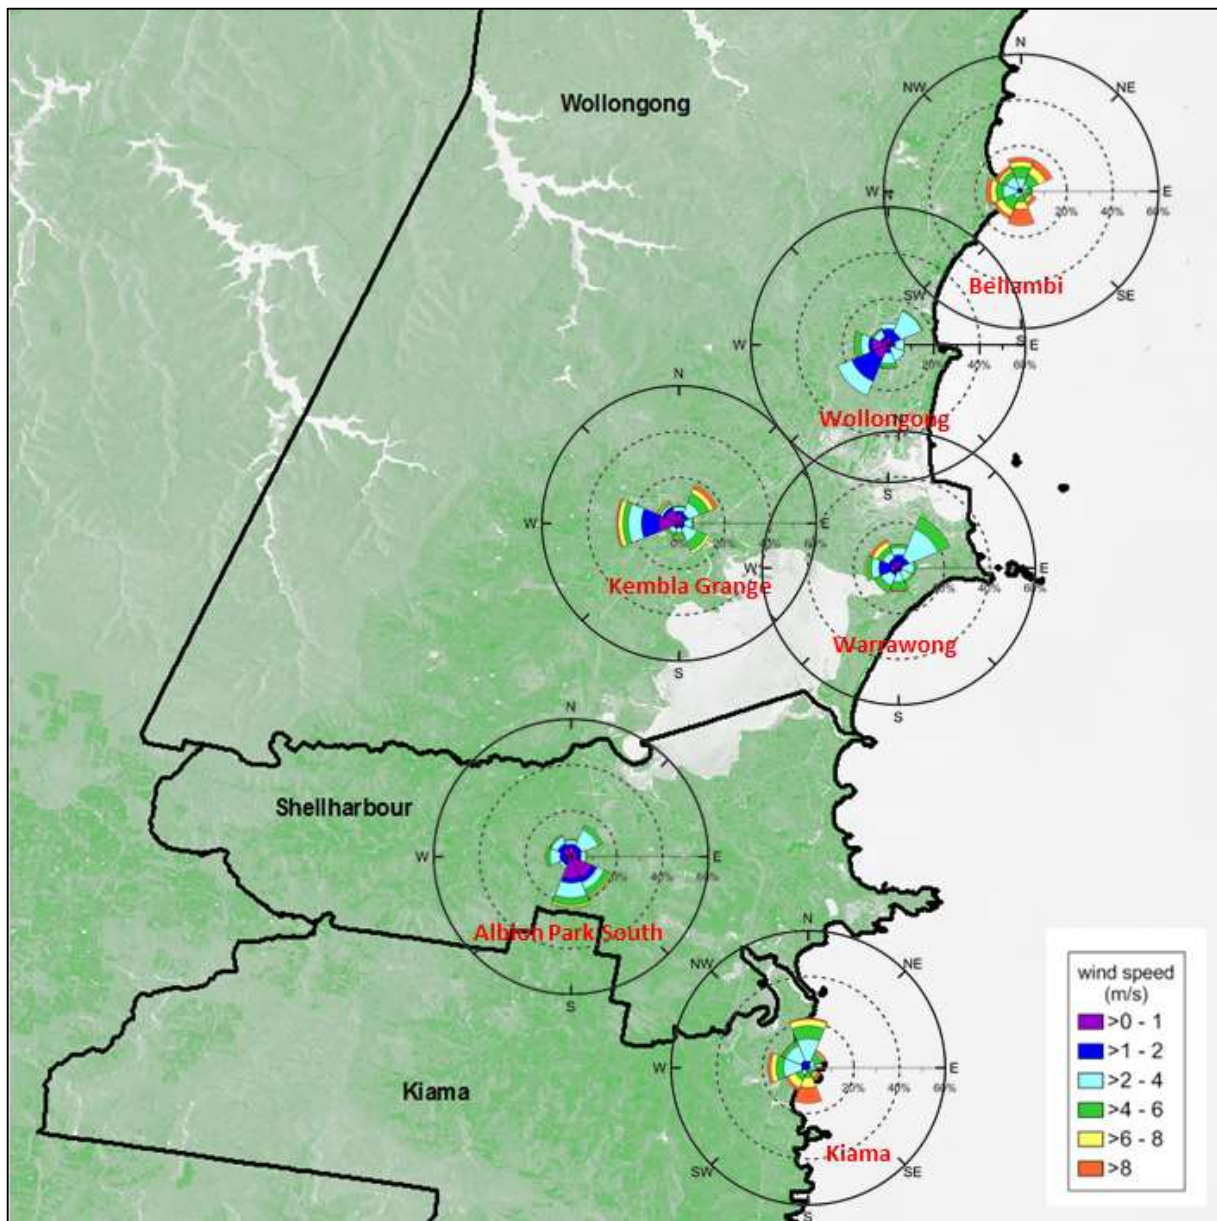 Wollongong
N
NW
NE
W
E
20%
40%
60%
SW
SE
S
Bellambi
W
E
20%
40%
60%
S
Wollongong
N
W
E
0%
20%
40%
S
Kembla Grange
N
W
E
20%
40%
60%
S
Warrawong
N
W
E
20%
40%
60%
S
Albion Park South
Shellharbour
N
NW
NE
W
E
20%
40%
60%
SW
SE
S
Kiama
Kiama
wind speed
(m/s)
>0 - 1
>1 - 2
>2 - 4
>4 - 6
>6 - 8
>8